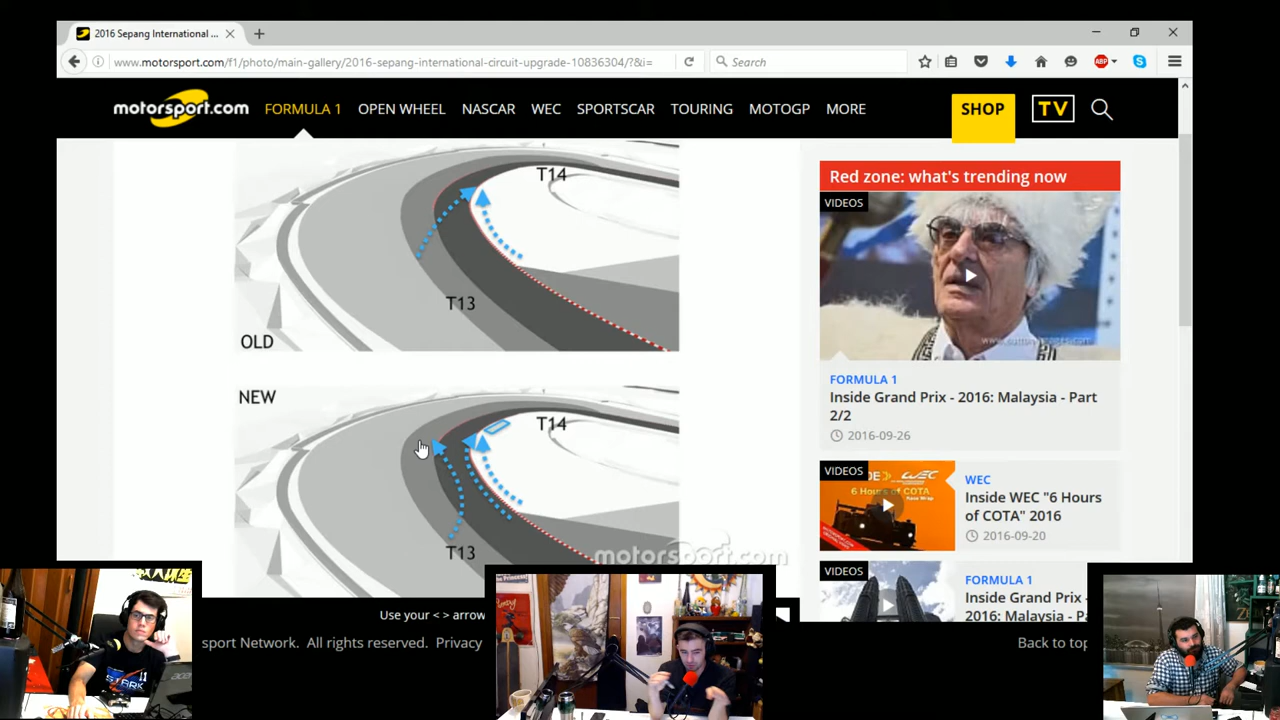 2016 Sepang International ...
www.motorsport.com/f1/photo/main-gallery/2016-sepang-international-circuit-upgrade-10836304/?&i=
Search
ABP
motorsport.com
FORMULA 1
OPEN WHEEL
NASCAR
WEC
SPORTSCAR
TOURING
MOTOGP
MORE
SHOP
TV
T14
T13
OLD
NEW
T14
T13
motorsport.com
Red zone: what's trending now
VIDEOS
FORMULA 1
Inside Grand Prix - 2016: Malaysia - Part
2/2
2016-09-26
VIDEOS
WEC
Inside WEC "6 Hours
of COTA" 2016
2016-09-20
VIDEOS
FORMULA 1
Inside Grand Prix -
2016: Malaysia - Pa
Use your < > arrow
sport Network. All rights reserved. Privacy
Back to top
STARK
11